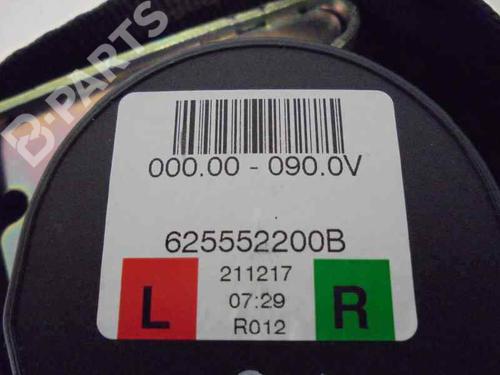 B-PARTS
000.00 - 090.0V
625552200B
211217
07:29
R012
L
R